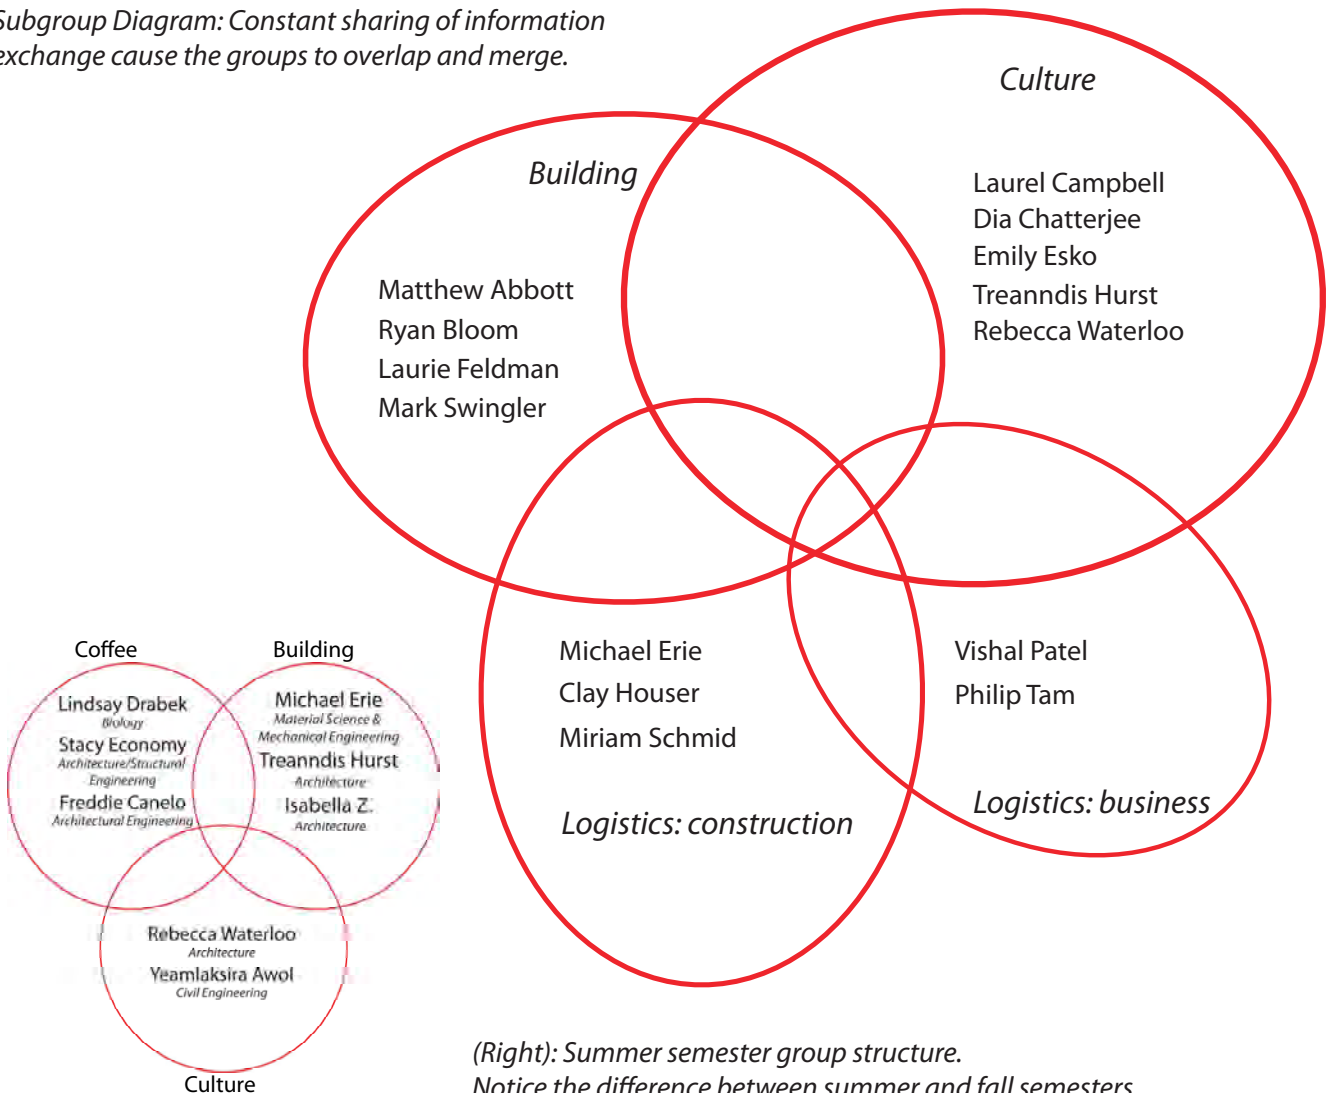 Subgroup Diagram: Constant sharing of information
exchange cause the groups to overlap and merge.
Culture
Laurel Campbell
Dia Chatterjee
Emily Esko
Treanndis Hurst
Rebecca Waterloo
Building
Matthew Abbott
Ryan Bloom
Laurie Feldman
Mark Swingler
Michael Erie
Clay Houser
Miriam Schmid
Logistics: construction
Vishal Patel
Philip Tam
Logistics: business
Coffee
Lindsay Drabek
Biology
Stacy Economy
Architecture/Structural
Engineering
Freddie Canelo
Architectural Engineering
Building
Michael Erie
Material Science &
Mechanical Engineering
Treanndis Hurst
Architecture
Isabella Z.
Architecture
Rebecca Waterloo
Architecture
Yeamlaksira Awol
Civil Engineering
Culture
(Right): Summer semester group structure.
Notice the difference between summer and fall semesters